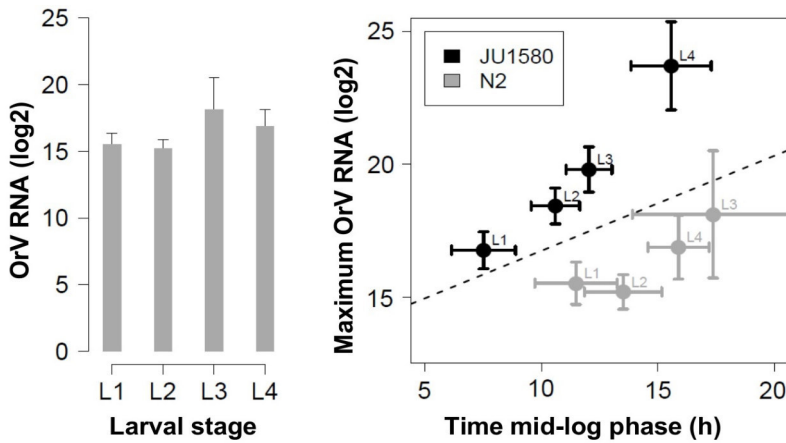 OrV RNA (log2)
25
20
15
10
5
0
L1 L2 L3 L4
Larval stage
Maximum OrV RNA (log2)
25
20
15
JU1580
N2
L4
L3
L2
L1
L3
L4
L1
L2
5 10 15 20
Time mid-log phase (h)